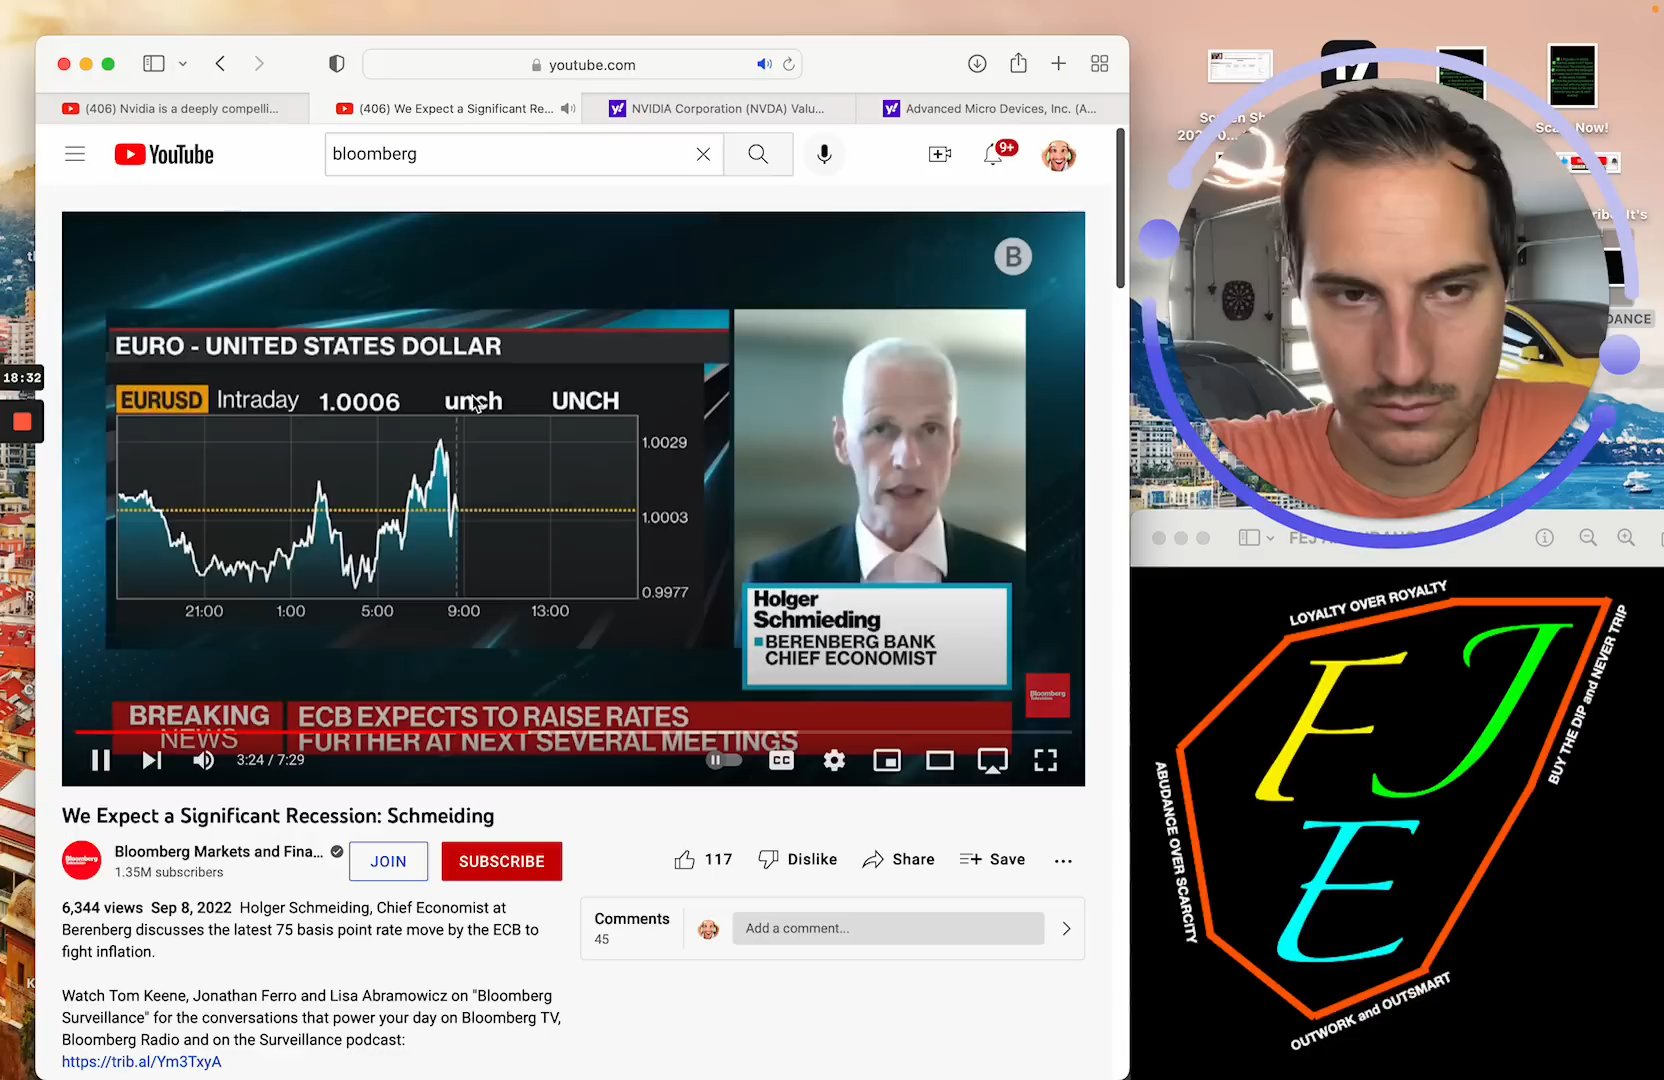 youtube.com
(406) Nvidia is a deeply compelli...
(406) We Expect a Significant Re...
NVIDIA Corporation (NVDA) Valu...
Advanced Micro Devices, Inc. (A...
YouTube
bloomberg
9+
B
EURO - UNITED STATES DOLLAR
EURUSD Intraday 1.0006 unch UNCH
1.0029
1.0003
0.9977
21:00 1:00 5:00 9:00 13:00
Holger
Schmieding
BERENBERG BANK
CHIEF ECONOMIST
Bloomberg
BREAKING
NEWS
ECB EXPECTS TO RAISE RATES
FURTHER AT NEXT SEVERAL MEETINGS
3:24 / 7:29
CC
18:32
We Expect a Significant Recession: Schmeiding
Bloomberg Markets and Fina...
1.35M subscribers
JOIN
SUBSCRIBE
117
Dislike
Share
Save
6,344 views Sep 8, 2022 Holger Schmeiding, Chief Economist at
Berenberg discusses the latest 75 basis point rate move by the ECB to
fight inflation.
Watch Tom Keene, Jonathan Ferro and Lisa Abramowicz on "Bloomberg
Surveillance" for the conversations that power your day on Bloomberg TV,
Bloomberg Radio and on the Surveillance podcast:
https://trib.al/Ym3TxyA
Comments
45
Add a comment...
LOYALTY OVER ROYALTY
BUY THE DIP and NEVER TRIP
ABUDANCE OVER SCARCITY
OUTWORK and OUTSMART
F J
E